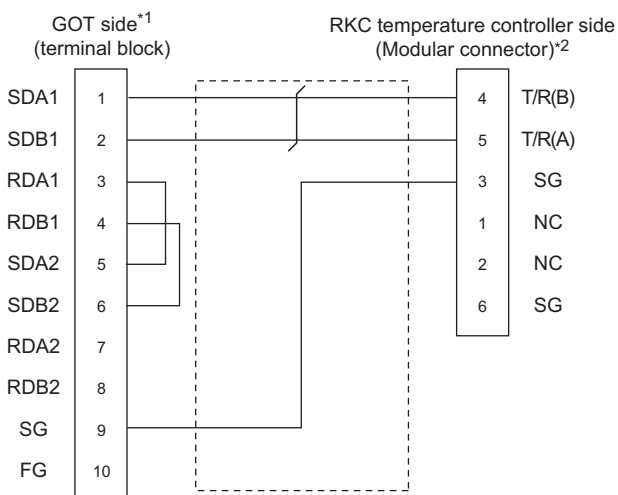 GOT side*1
(terminal block)
RKC temperature controller side
(Modular connector)*2
SDA1 1 4 T/R(B)
SDB1 2 5 T/R(A)
RDA1 3 3 SG
RDB1 4 1 NC
SDA2 5 2 NC
SDB2 6 6 SG
RDA2 7
RDB2 8
SG 9
FG 10